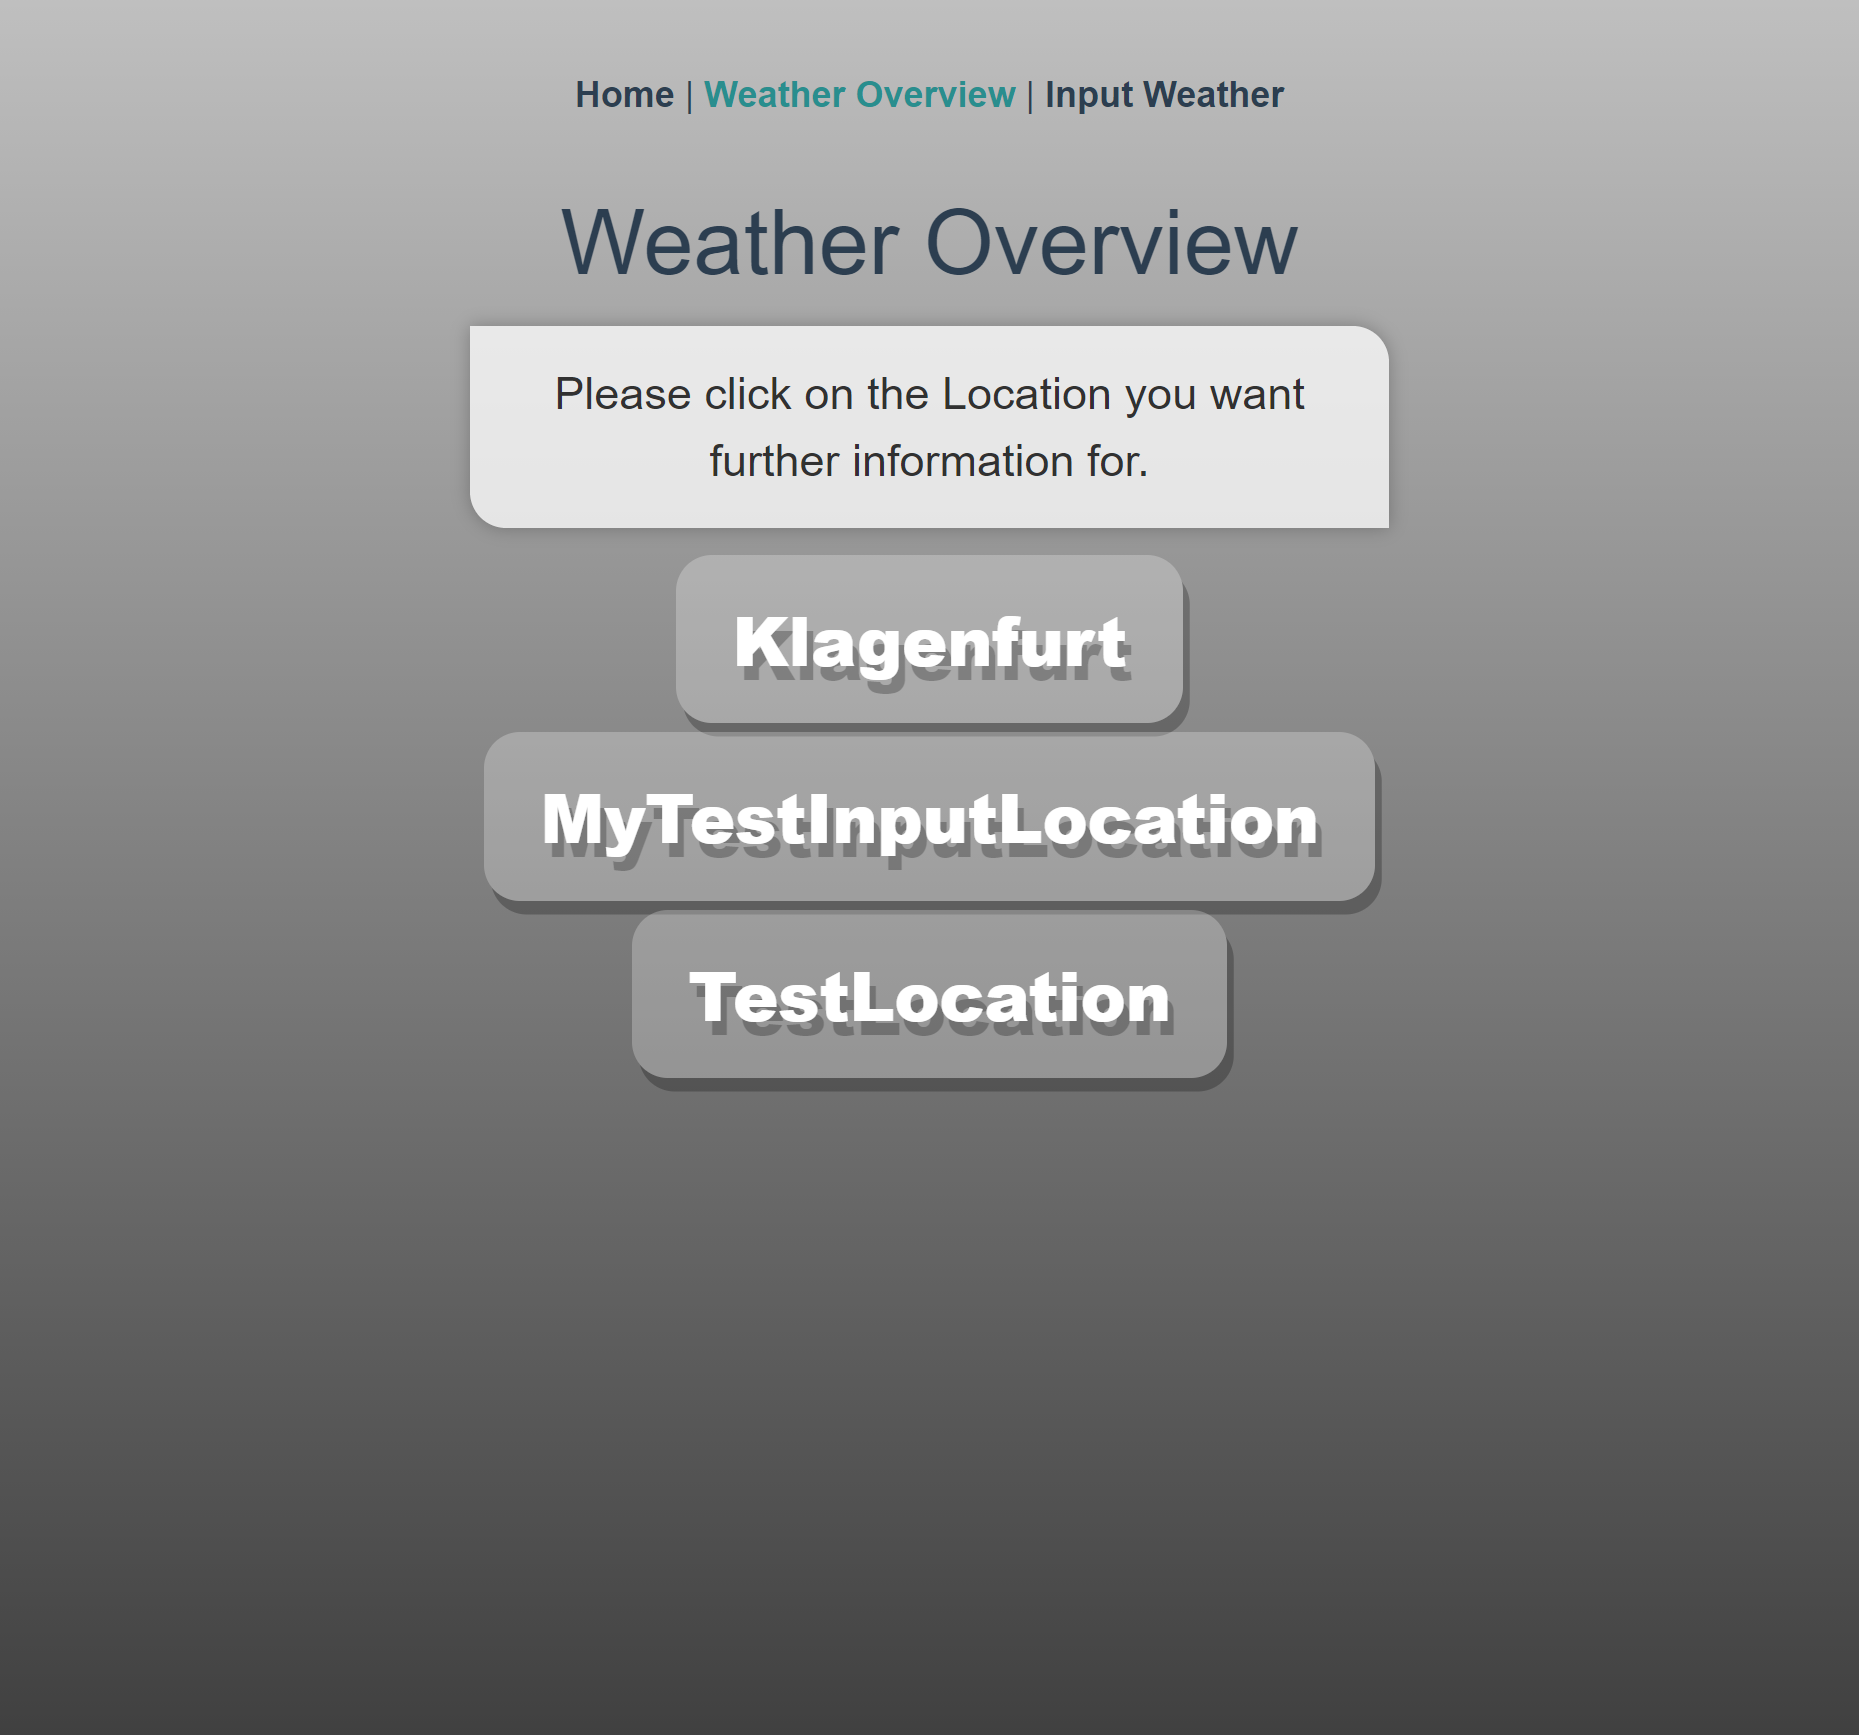 Home | Weather Overview | Input Weather
Weather Overview
Please click on the Location you want
further information for.
Klagenfurt
MyTestInputLocation
TestLocation